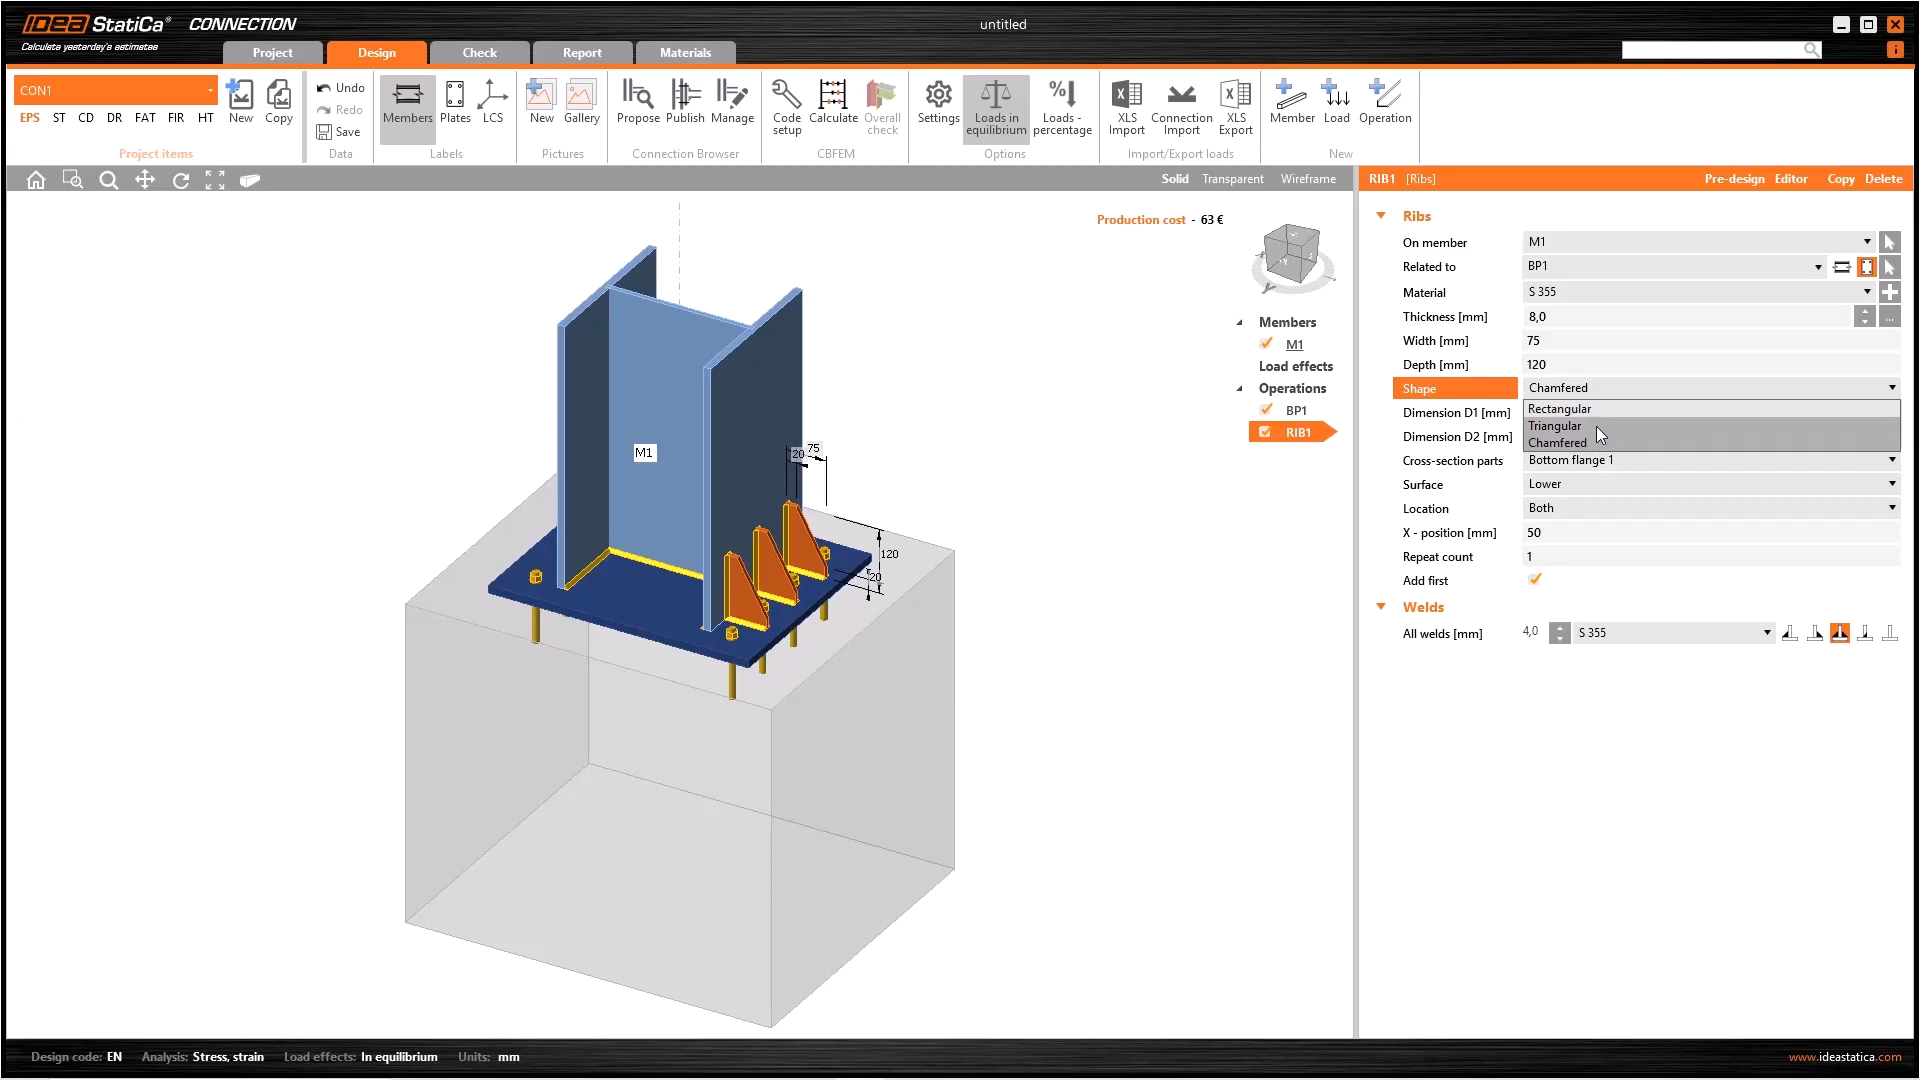 IDEA StatiCa® CONNECTION
Calculate yesterday's estimates
untitled
Project Design Check Report Materials
CON1
EPS ST CD DR FAT FIR HT
New Copy
Project items
Undo
Redo
Save
Data
Members Plates LCS
Labels
New Gallery
Pictures
Propose Publish Manage
Connection Browser
Code setup Calculate Overall check
CBFEM
Settings Loads in equilibrium Loads - percentage
Options
XLS Import Connection Import XLS Export
Import/Export loads
Member Load Operation
New
Solid Transparent Wireframe
Production cost - 63 €
Members
M1
Load effects
Operations
BP1
RIB1
M1
20 75
120
20
RIB1 [Ribs] Pre-design Editor Copy Delete
Ribs
On member M1
Related to BP1
Material S 355
Thickness [mm] 8,0 ...
Width [mm] 75
Depth [mm] 120
Shape Chamfered
Rectangular
Triangular
Chamfered
Dimension D1 [mm]
Dimension D2 [mm]
Cross-section parts Bottom flange 1
Surface Lower
Location Both
X - position [mm] 50
Repeat count 1
Add first
Welds
All welds [mm] 4,0 S 355
Design code: EN Analysis: Stress, strain Load effects: In equilibrium Units: mm
www.ideastatica.com